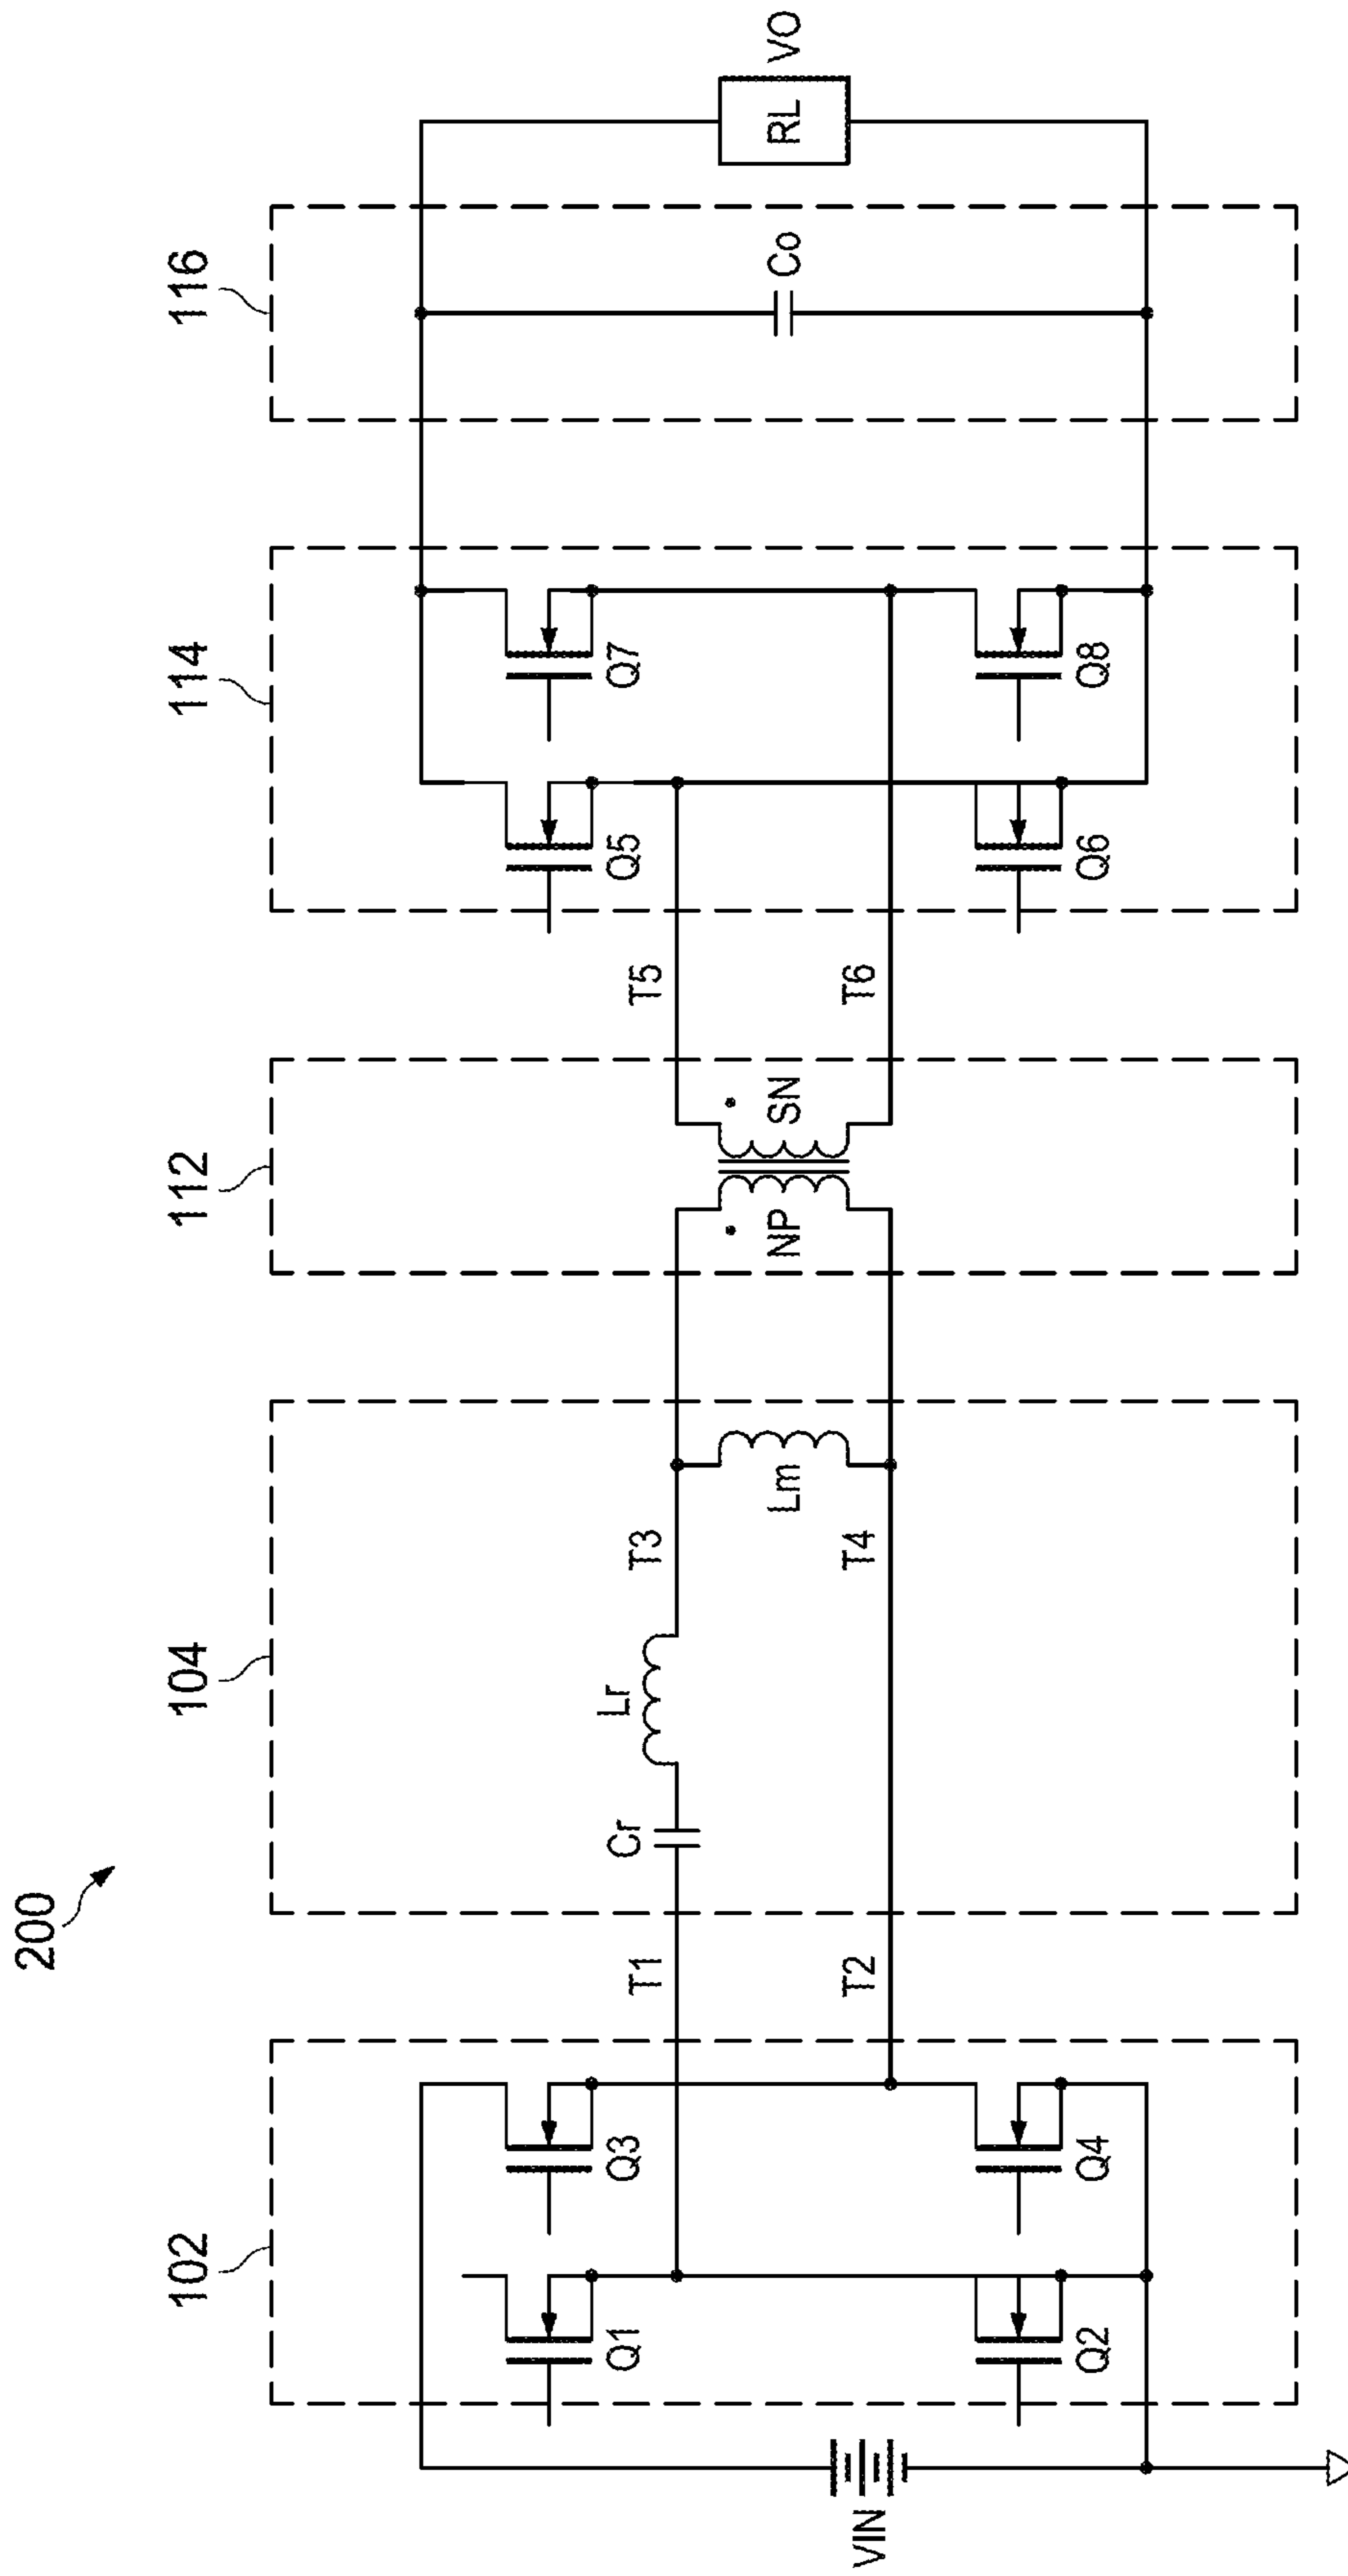 200
102
104
112
114
116
VIN
Q1
Q3
Q2
Q4
T1
T2
Cr
Lr
T3
Lm
T4
NP
SN
T5
T6
Q5
Q7
Q6
Q8
Co
RL
VO